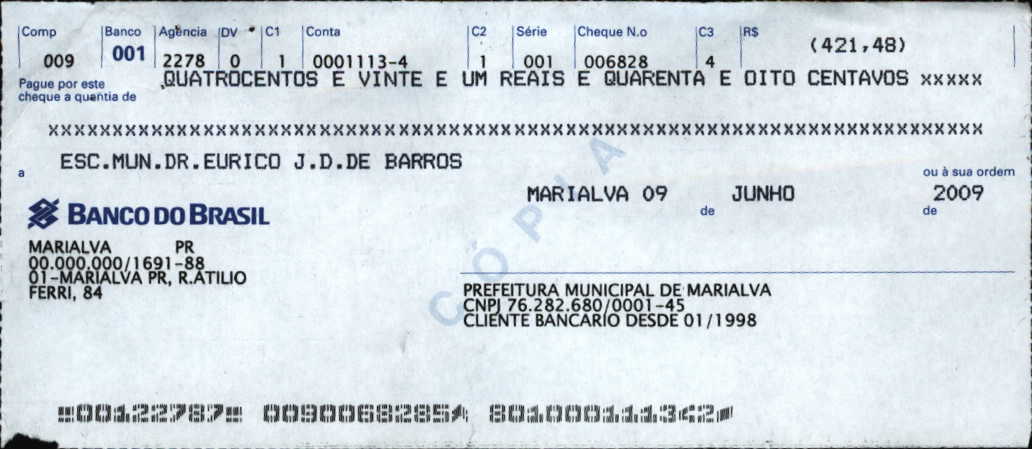 Comp Banco Agência DV C1 Conta C2 Série Cheque N.o C3 R$ (421,48)
009 001 2278 0 1 0001113-4 1 001 006828 4
Pague por este
cheque a quantia de
QUATROCENTOS E VINTE E UM REAIS E QUARENTA E OITO CENTAVOS xxxxx
xxxxxxxxxxxxxxxxxxxxxxxxxxxxxxxxxxxxxxxxxxxxxxxxxxxxxxxxxxxxxxxxxxxxxxxxxx
a ESC.MUN.DR.EURICO J.D.DE BARROS ou à sua ordem
MARIALVA 09 de JUNHO de 2009
CÓPIA
BANCO DO BRASIL
MARIALVA PR
00.000.000/1691-88
01-MARIALVA PR, R.ATILIO
FERRI, 84
PREFEITURA MUNICIPAL DE MARIALVA
CNPJ 76.282.680/0001-45
CLIENTE BANCARIO DESDE 01/1998
00122787 0090068285 801000111342